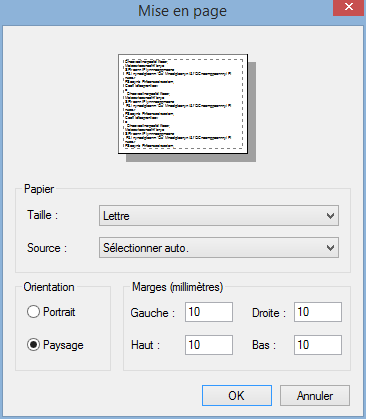 Mise en page
Papier
Taille : Lettre
Source : Sélectionner auto.
Orientation
Portrait
Paysage
Marges (millimètres)
Gauche : 10 Droite : 10
Haut : 10 Bas : 10
OK Annuler